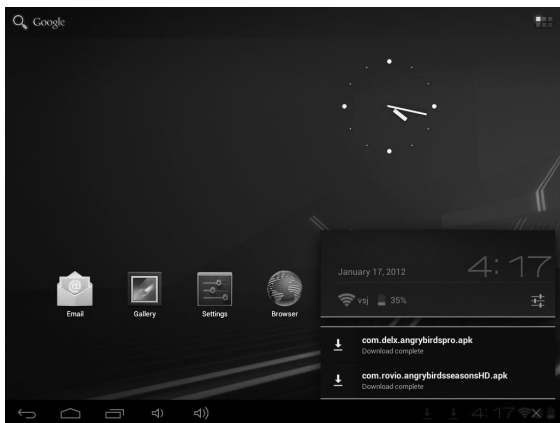 Google
4:17
January 17, 2012
vsj 35%
Email
Gallery
Settings
Browser
com.delx.angrybirdspro.apk
Download complete
com.rovio.angrybirdsseasonsHD.apk
Download complete
4:17